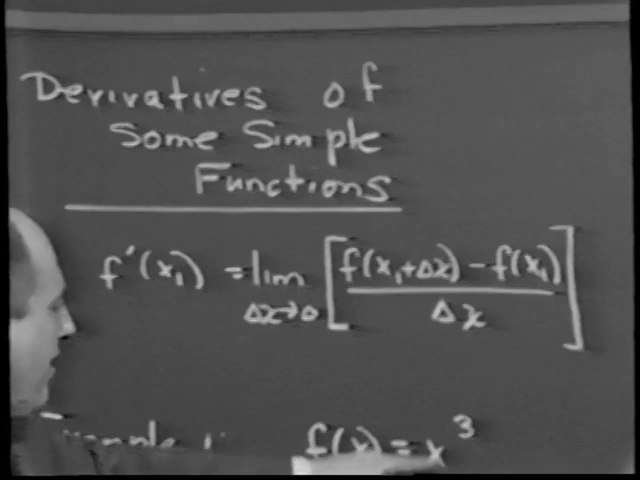 Derivatives of
Some Simple
Functions
f'(x₁) = lim Δx→0 [ f(x₁+Δx) - f(x₁) / Δx ]
f(x) = x³